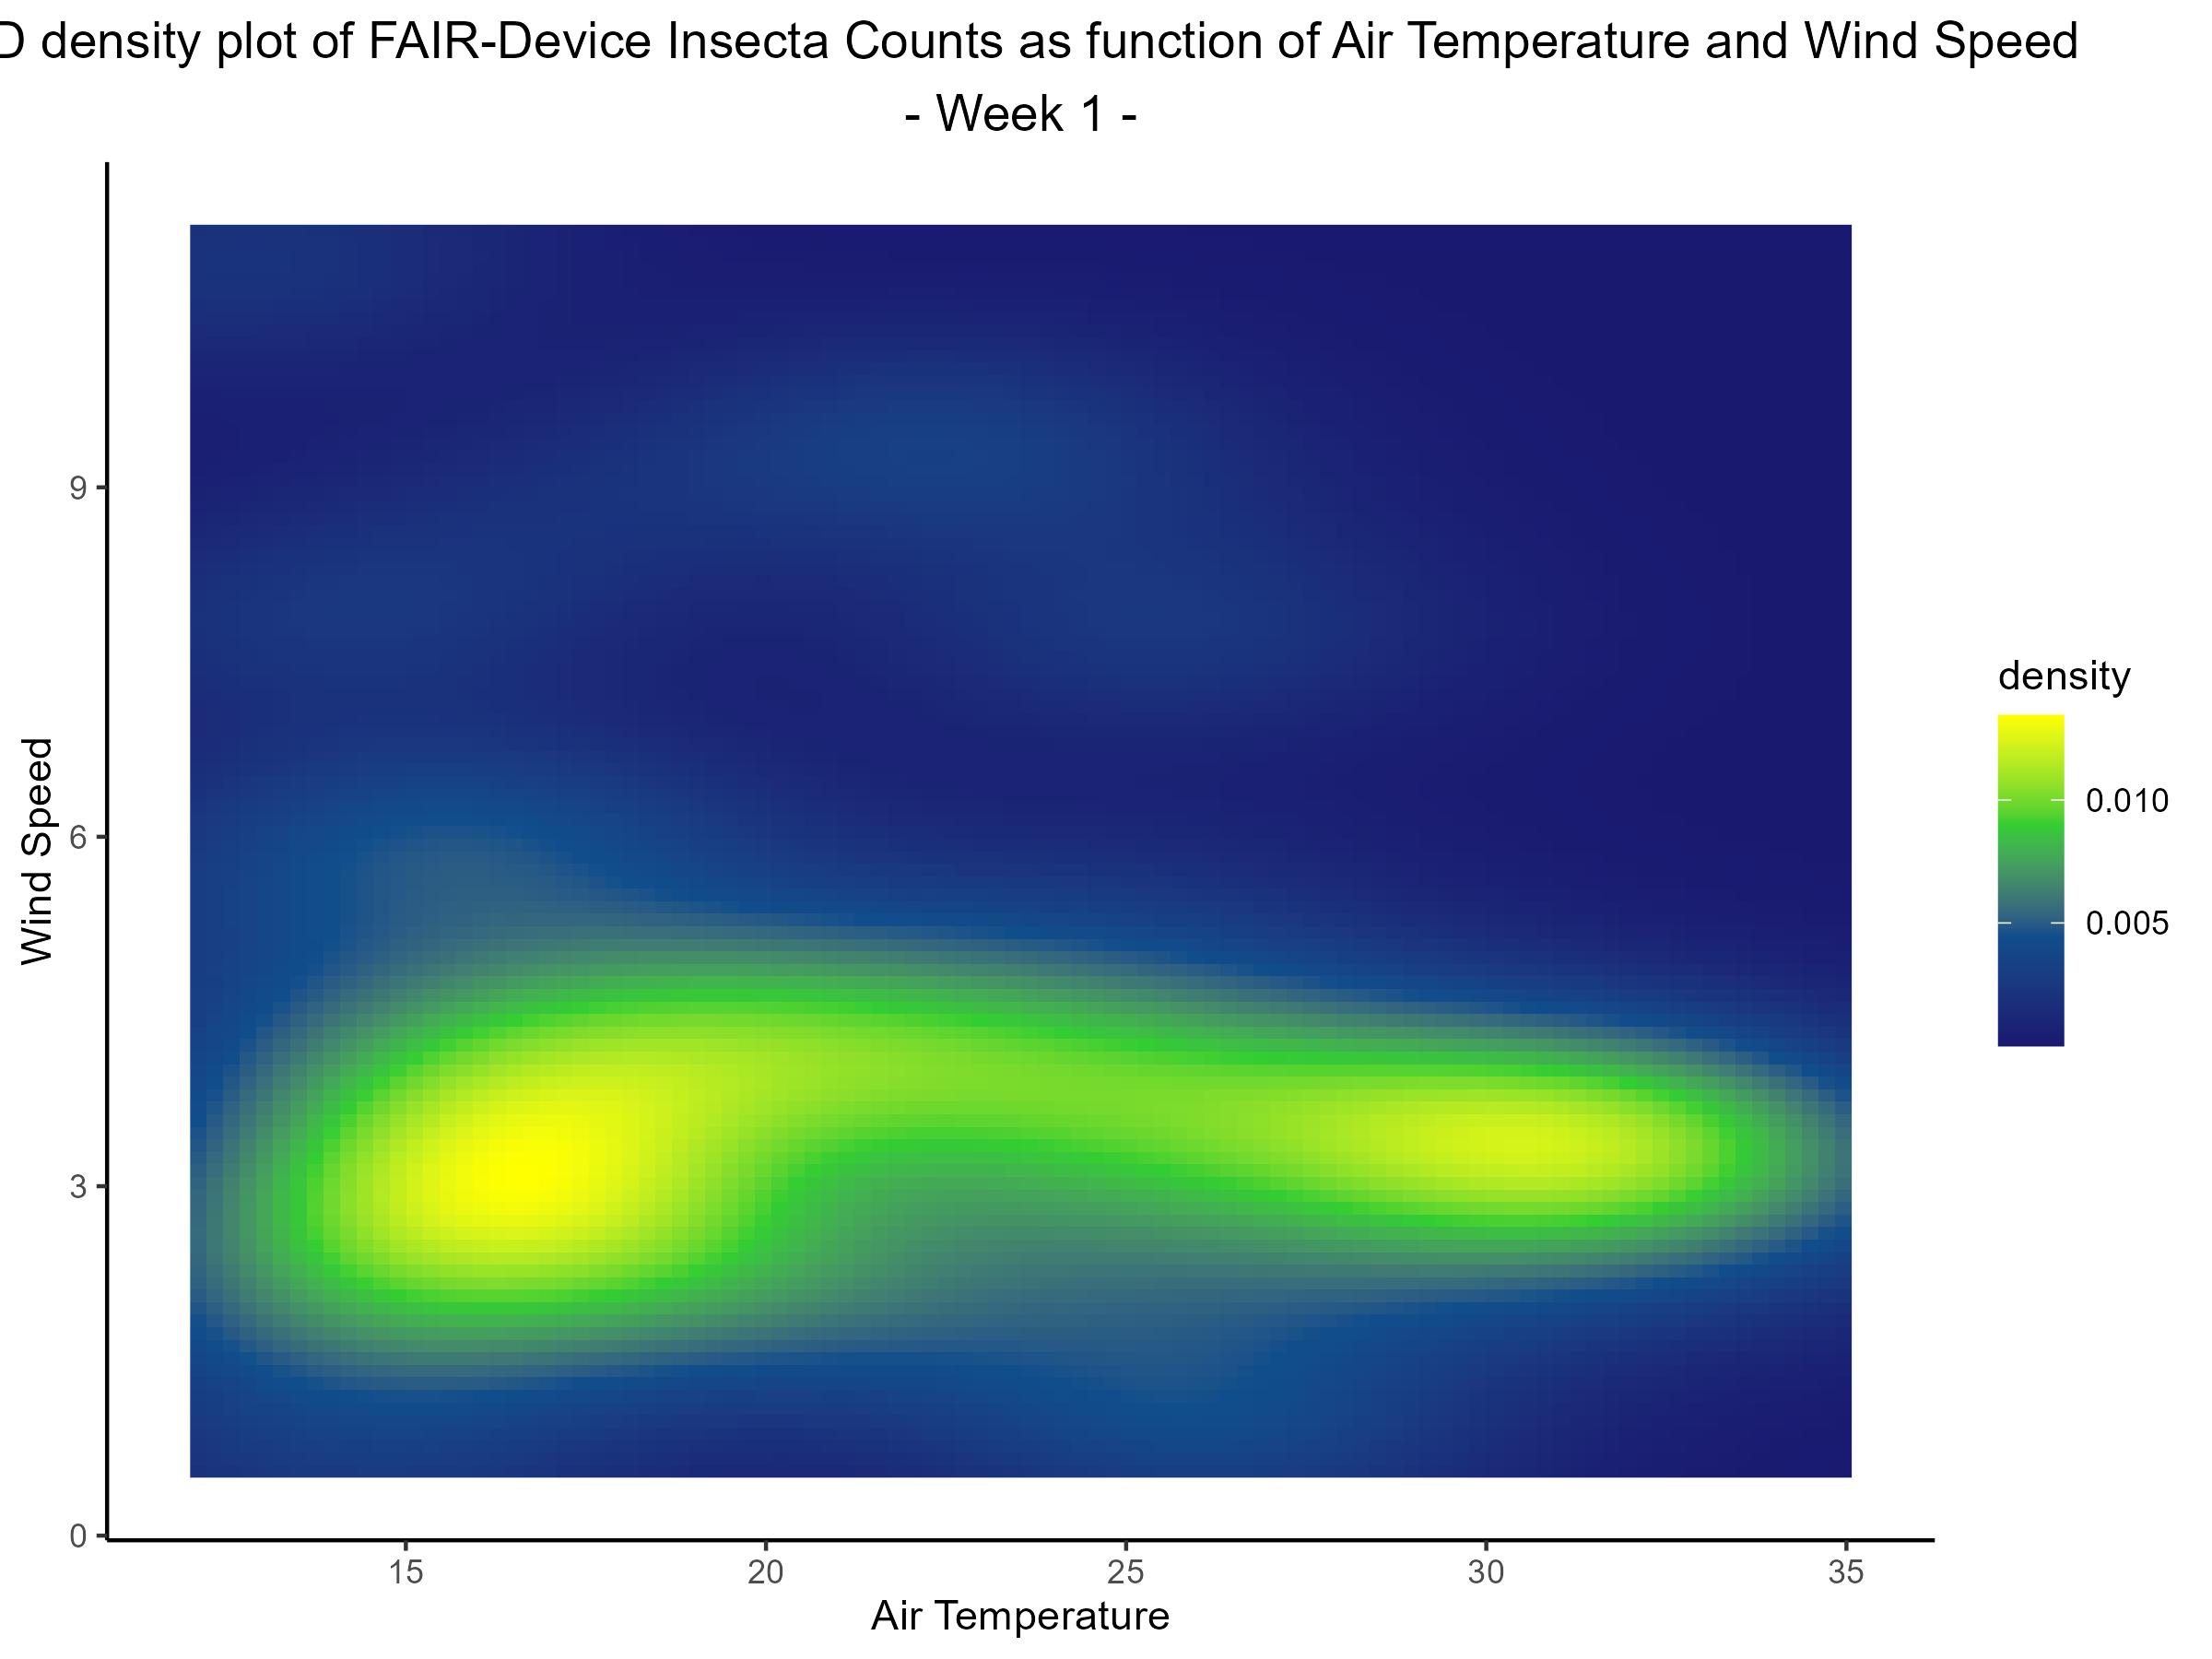 D density plot of FAIR-Device Insecta Counts as function of Air Temperature and Wind Speed
- Week 1 -
Wind Speed
9
6
3
0
15 20 25 30 35
Air Temperature
density
0.010
0.005